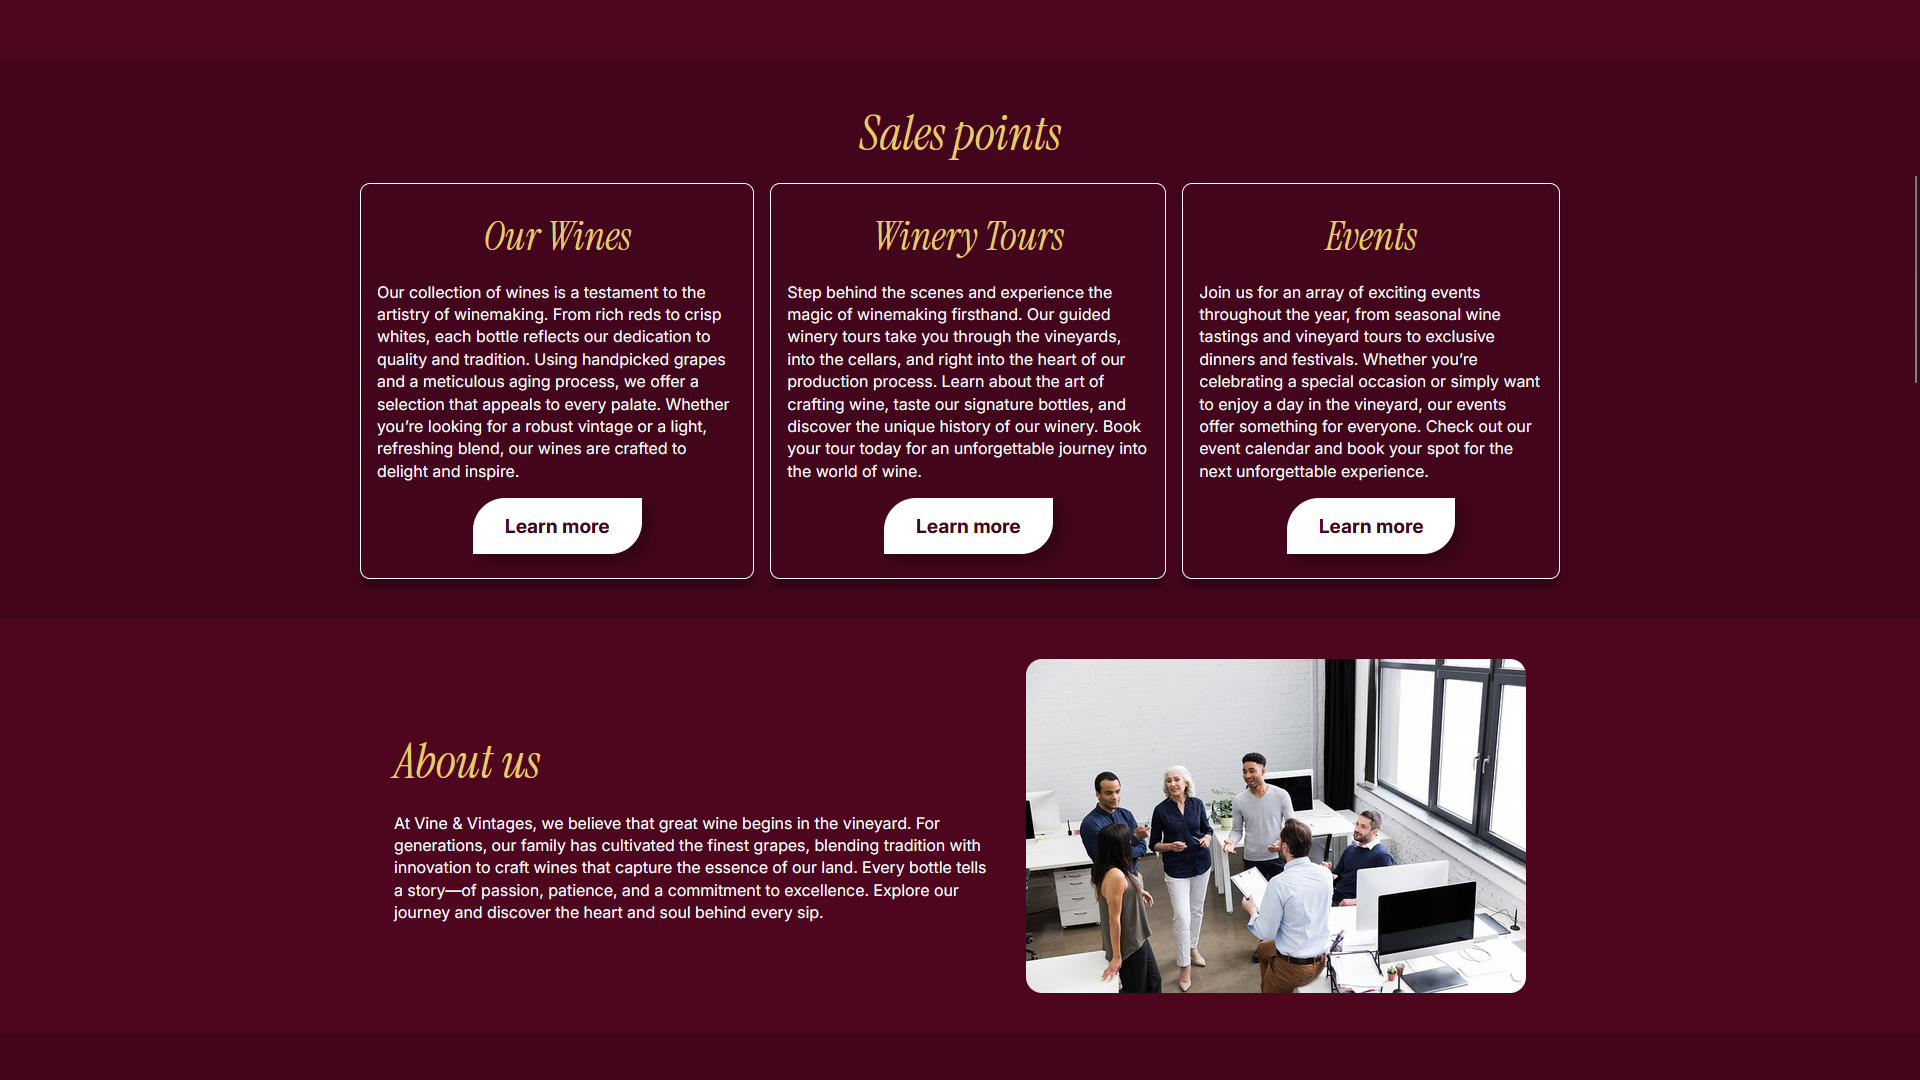 Sales points
Our Wines
Our collection of wines is a testament to the
artistry of winemaking. From rich reds to crisp
whites, each bottle reflects our dedication to
quality and tradition. Using handpicked grapes
and a meticulous aging process, we offer a
selection that appeals to every palate. Whether
you’re looking for a robust vintage or a light,
refreshing blend, our wines are crafted to
delight and inspire.
Learn more
Winery Tours
Step behind the scenes and experience the
magic of winemaking firsthand. Our guided
winery tours take you through the vineyards,
into the cellars, and right into the heart of our
production process. Learn about the art of
crafting wine, taste our signature bottles, and
discover the unique history of our winery. Book
your tour today for an unforgettable journey into
the world of wine.
Learn more
Events
Join us for an array of exciting events
throughout the year, from seasonal wine
tastings and vineyard tours to exclusive
dinners and festivals. Whether you’re
celebrating a special occasion or simply want
to enjoy a day in the vineyard, our events
offer something for everyone. Check out our
event calendar and book your spot for the
next unforgettable experience.
Learn more
About us
At Vine & Vintages, we believe that great wine begins in the vineyard. For
generations, our family has cultivated the finest grapes, blending tradition with
innovation to craft wines that capture the essence of our land. Every bottle tells
a story—of passion, patience, and a commitment to excellence. Explore our
journey and discover the heart and soul behind every sip.